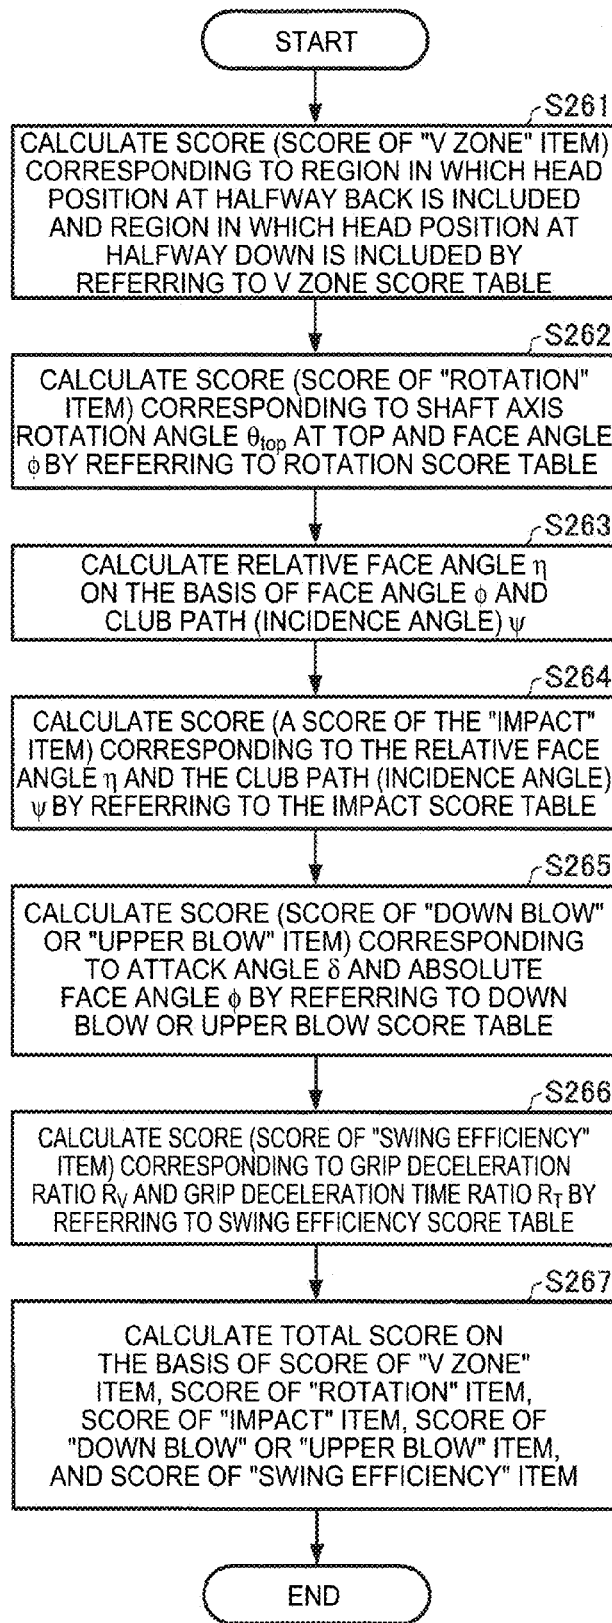 START
S261
CALCULATE SCORE (SCORE OF "V ZONE" ITEM)
CORRESPONDING TO REGION IN WHICH HEAD
POSITION AT HALFWAY BACK IS INCLUDED
AND REGION IN WHICH HEAD POSITION AT
HALFWAY DOWN IS INCLUDED BY
REFERRING TO V ZONE SCORE TABLE
S262
CALCULATE SCORE (SCORE OF "ROTATION"
ITEM) CORRESPONDING TO SHAFT AXIS
ROTATION ANGLE θtop AT TOP AND FACE ANGLE
ϕ BY REFERRING TO ROTATION SCORE TABLE
S263
CALCULATE RELATIVE FACE ANGLE η
ON THE BASIS OF FACE ANGLE ϕ AND
CLUB PATH (INCIDENCE ANGLE) ψ
S264
CALCULATE SCORE (A SCORE OF THE "IMPACT"
ITEM) CORRESPONDING TO THE RELATIVE FACE
ANGLE η AND THE CLUB PATH (INCIDENCE ANGLE)
ψ BY REFERRING TO THE IMPACT SCORE TABLE
S265
CALCULATE SCORE (SCORE OF "DOWN BLOW"
OR "UPPER BLOW" ITEM) CORRESPONDING
TO ATTACK ANGLE δ AND ABSOLUTE
FACE ANGLE ϕ BY REFERRING TO DOWN
BLOW OR UPPER BLOW SCORE TABLE
S266
CALCULATE SCORE (SCORE OF "SWING EFFICIENCY"
ITEM) CORRESPONDING TO GRIP DECELERATION
RATIO RV AND GRIP DECELERATION TIME RATIO RT BY
REFERRING TO SWING EFFICIENCY SCORE TABLE
S267
CALCULATE TOTAL SCORE ON
THE BASIS OF SCORE OF "V ZONE"
ITEM, SCORE OF "ROTATION" ITEM,
SCORE OF "IMPACT" ITEM, SCORE OF
"DOWN BLOW" OR "UPPER BLOW" ITEM,
AND SCORE OF "SWING EFFICIENCY" ITEM
END